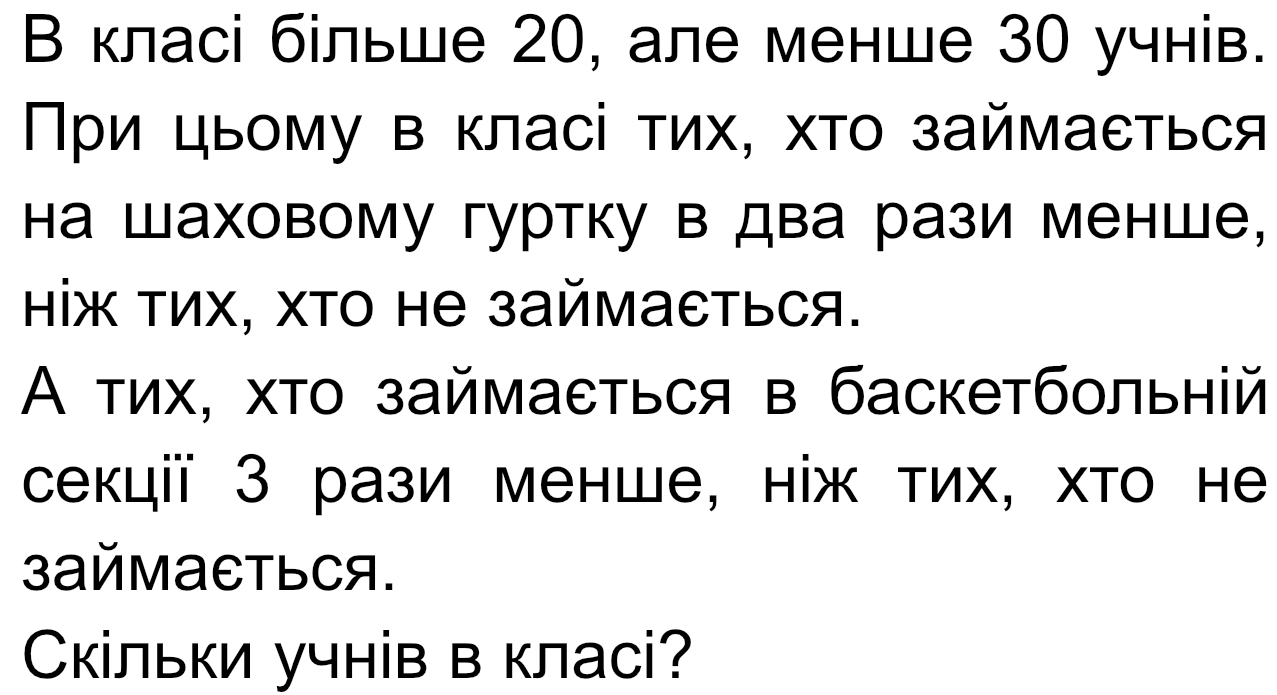 В класі більше 20, але менше 30 учнів.
При цьому в класі тих, хто займається
на шаховому гуртку в два рази менше,
ніж тих, хто не займається.
А тих, хто займається в баскетбольній
секції 3 рази менше, ніж тих, хто не
займається.
Скільки учнів в класі?